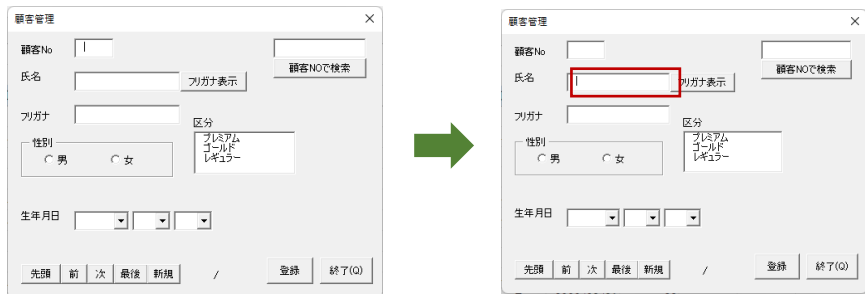 顧客管理
顧客No
顧客NOで検索
氏名
フリガナ表示
フリガナ
区分
プレミアム
ゴールド
レギュラー
性別
男 女
生年月日
先頭 前 次 最後 新規 / 登録 終了(Q)
顧客管理
顧客No
顧客NOで検索
氏名
フリガナ表示
フリガナ
区分
プレミアム
ゴールド
レギュラー
性別
男 女
生年月日
先頭 前 次 最後 新規 / 登録 終了(Q)